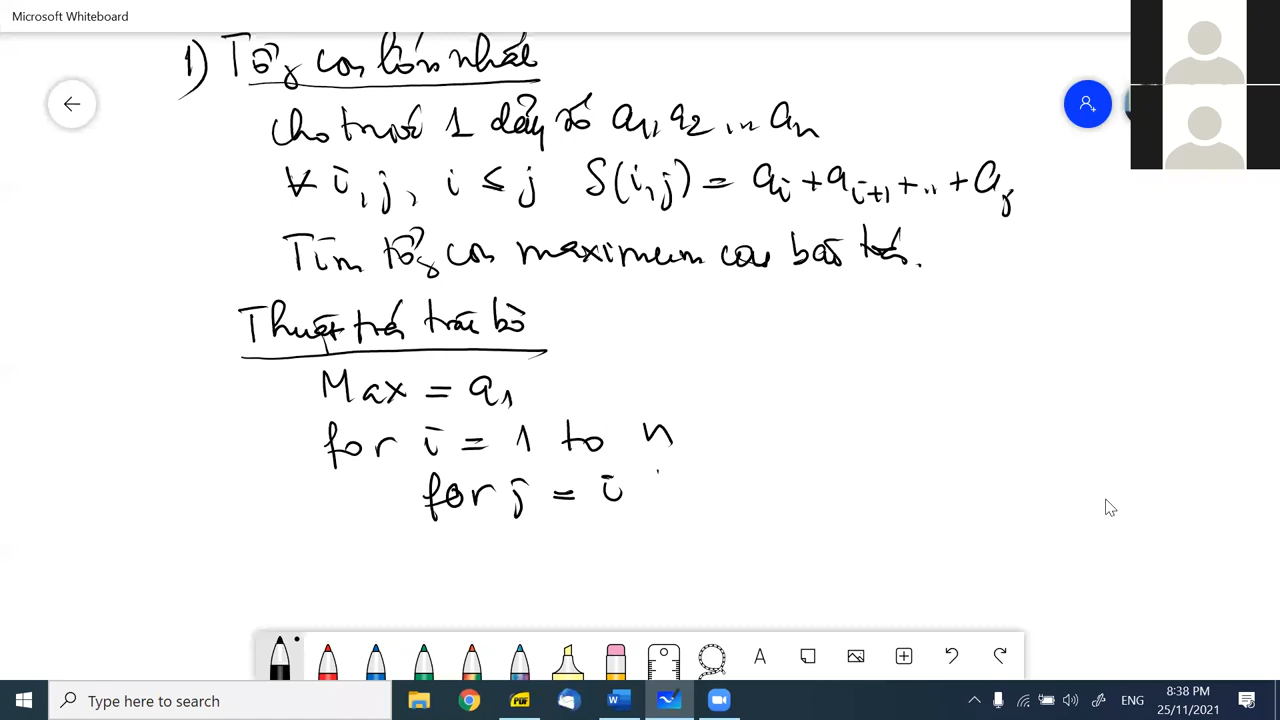 Microsoft Whiteboard
1) Tổng con lớn nhất
Cho trước 1 dãy số a1, a2 ... an
∀ i, j, i ≤ j S(i, j) = ai + ai+1 + .. + aj
Tìm tổng con maximum của bài toán.
Thuật toán trâu bò
Max = a1
for i = 1 to n
for j = i
A
Type here to search
PDF
ENG
8:38 PM
25/11/2021